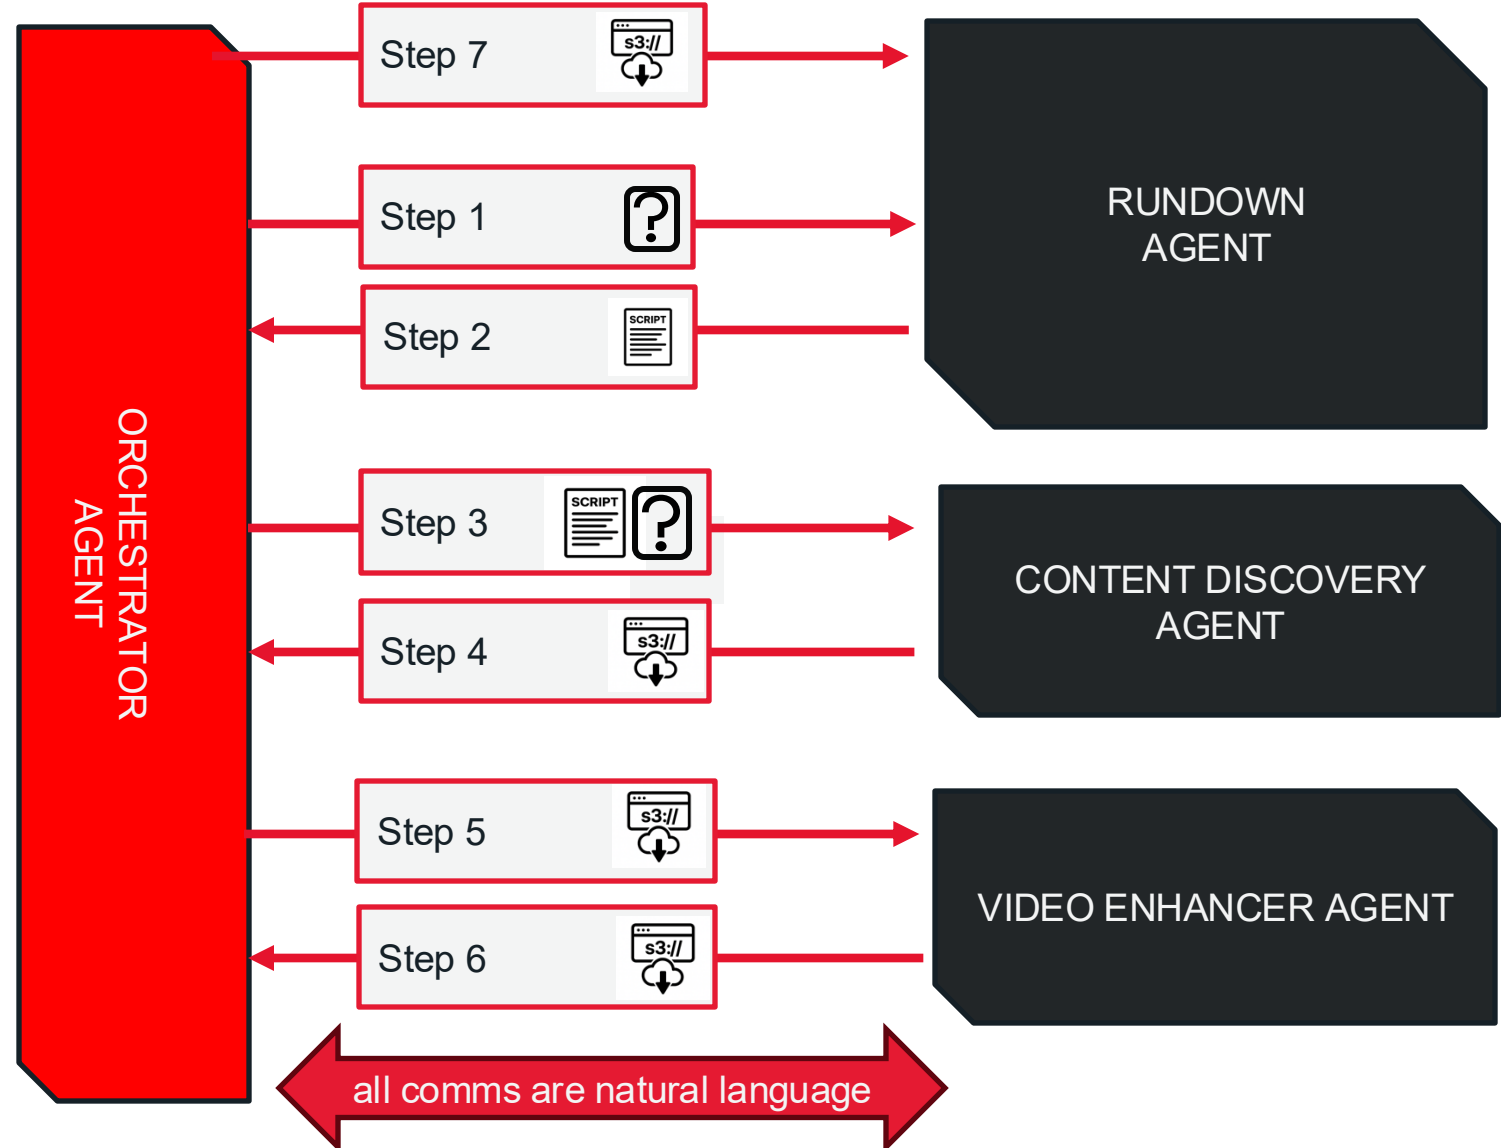 Step 7
s3://
Step 1
?
Step 2
SCRIPT
RUNDOWN
AGENT
ORCHESTRATOR
AGENT
Step 3
SCRIPT
?
Step 4
s3://
CONTENT DISCOVERY
AGENT
Step 5
s3://
Step 6
s3://
VIDEO ENHANCER AGENT
all comms are natural language